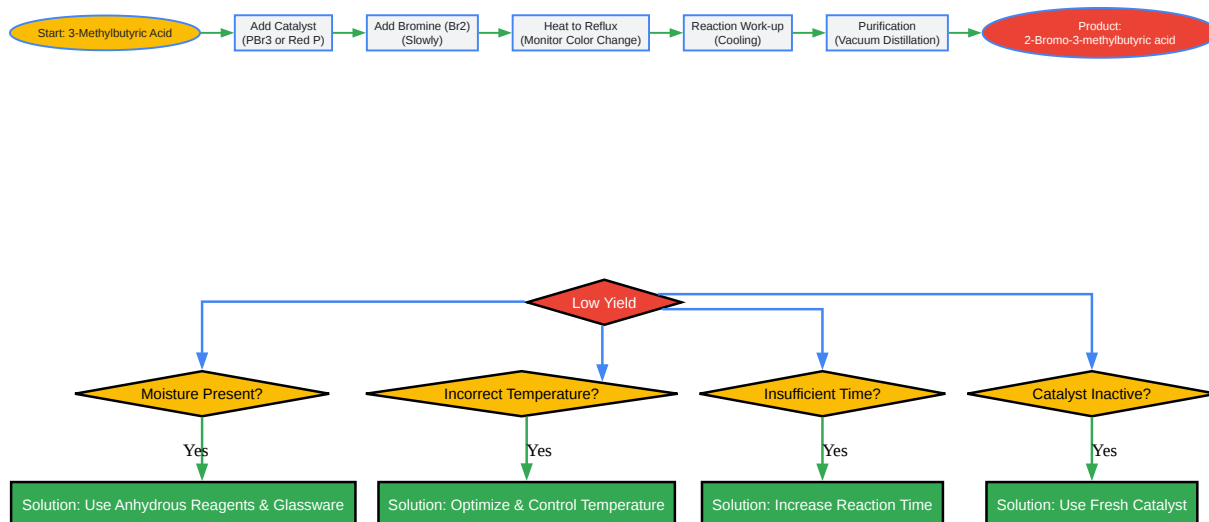 Start: 3-Methylbutyric Acid
Add Catalyst
(PBr3 or Red P)
Add Bromine (Br2)
(Slowly)
Heat to Reflux
(Monitor Color Change)
Reaction Work-up
(Cooling)
Purification
(Vacuum Distillation)
Product:
2-Bromo-3-methylbutyric acid
Low Yield
Moisture Present?
Incorrect Temperature?
Insufficient Time?
Catalyst Inactive?
Yes
Yes
Yes
Yes
Solution: Use Anhydrous Reagents & Glassware
Solution: Optimize & Control Temperature
Solution: Increase Reaction Time
Solution: Use Fresh Catalyst